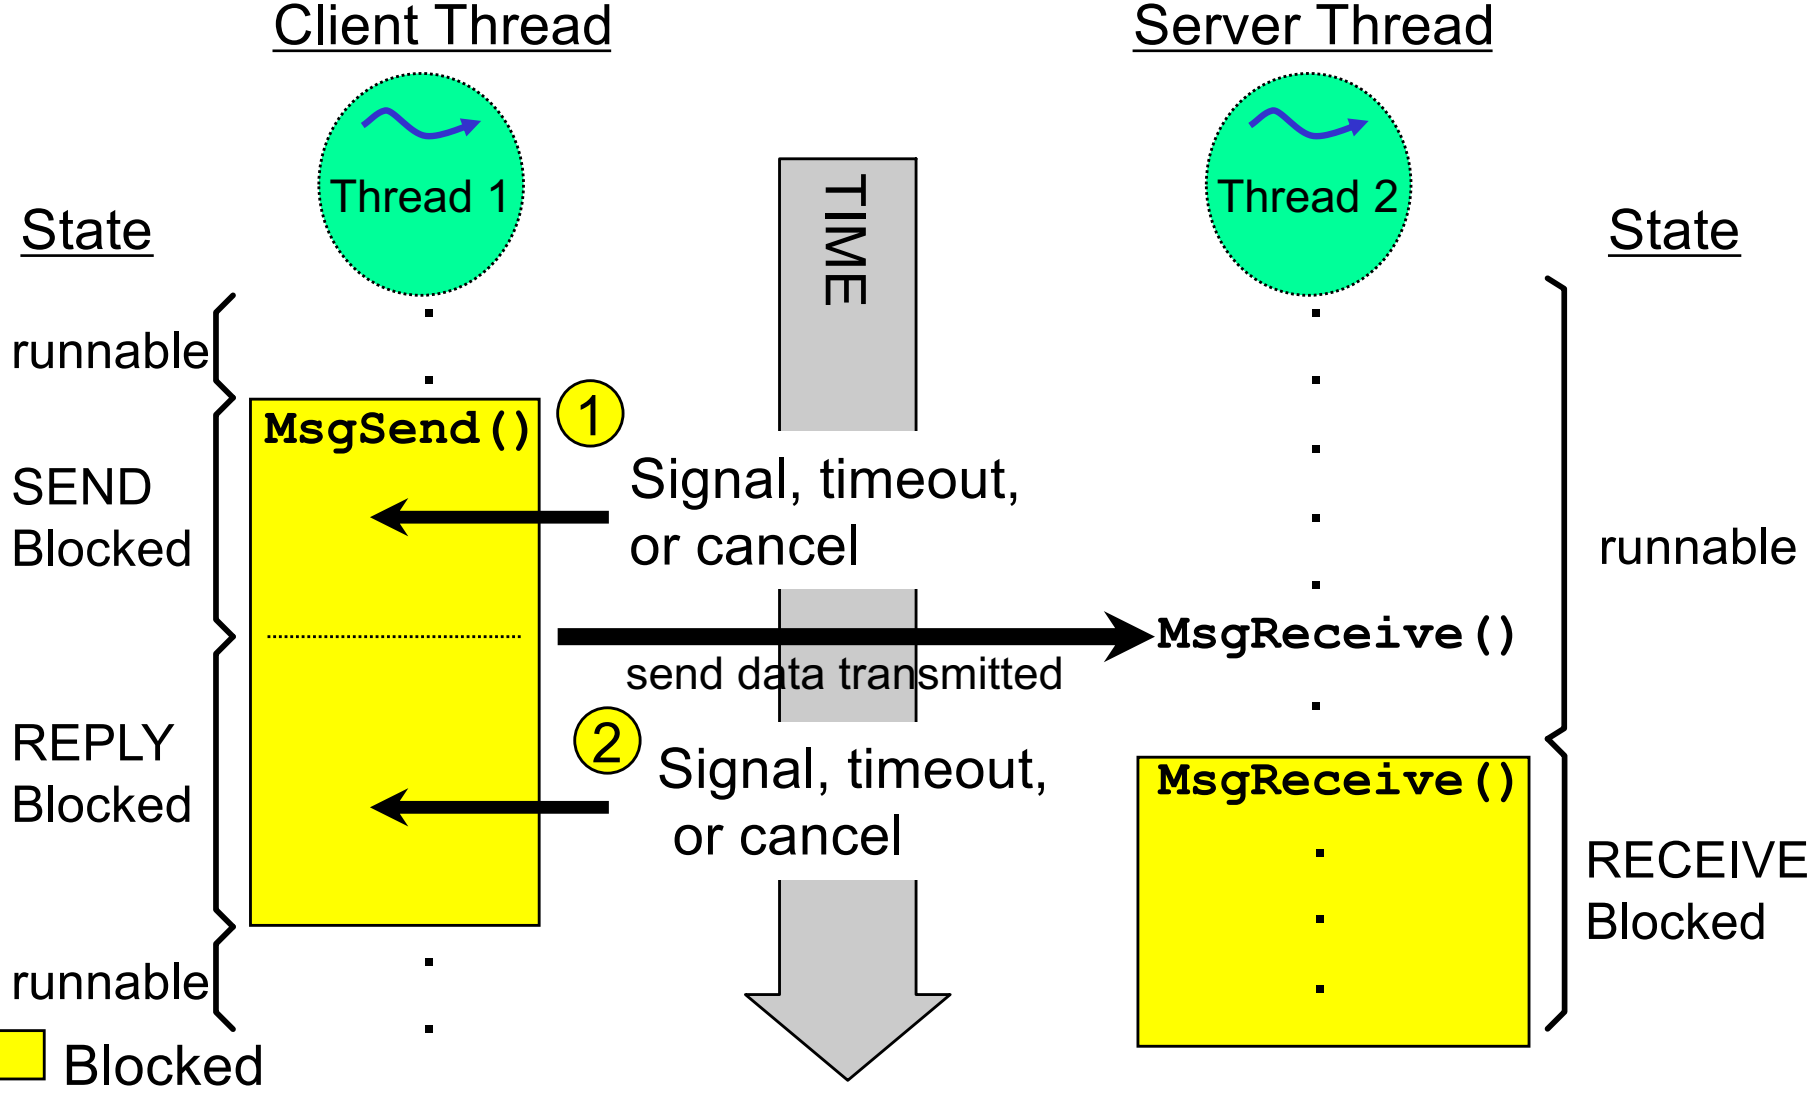 Client Thread
Server Thread
Thread 1
TIME
Thread 2
State
State
runnable
MsgSend()
1
SEND
Blocked
Signal, timeout,
or cancel
runnable
MsgReceive()
send data transmitted
REPLY
Blocked
2
Signal, timeout,
or cancel
MsgReceive()
RECEIVE
Blocked
runnable
Blocked